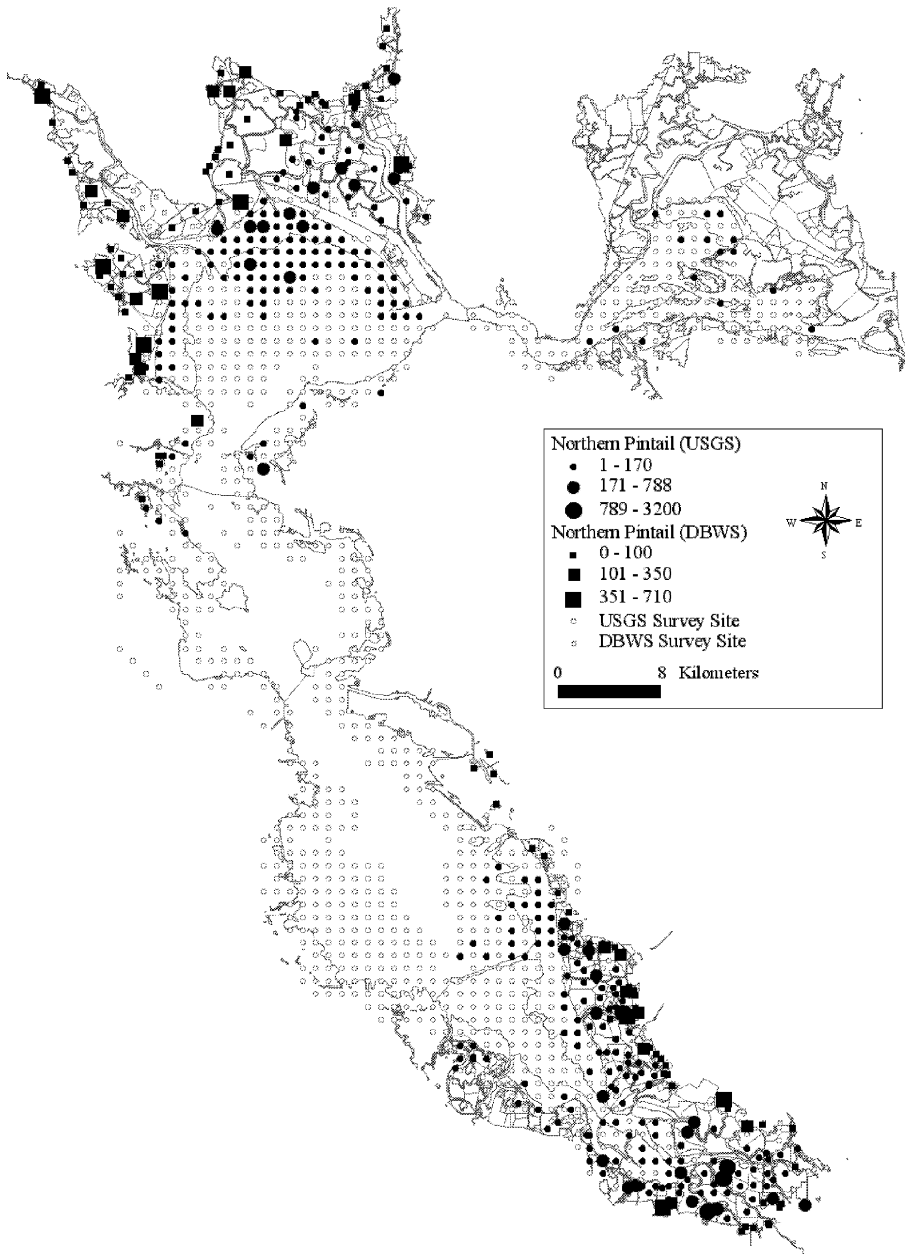 Northern Pintail (USGS)
1 - 170
171 - 788
789 - 3200
Northern Pintail (DBWS)
0 - 100
101 - 350
351 - 710
USGS Survey Site
DBWS Survey Site
0 8 Kilometers
N
W E
S